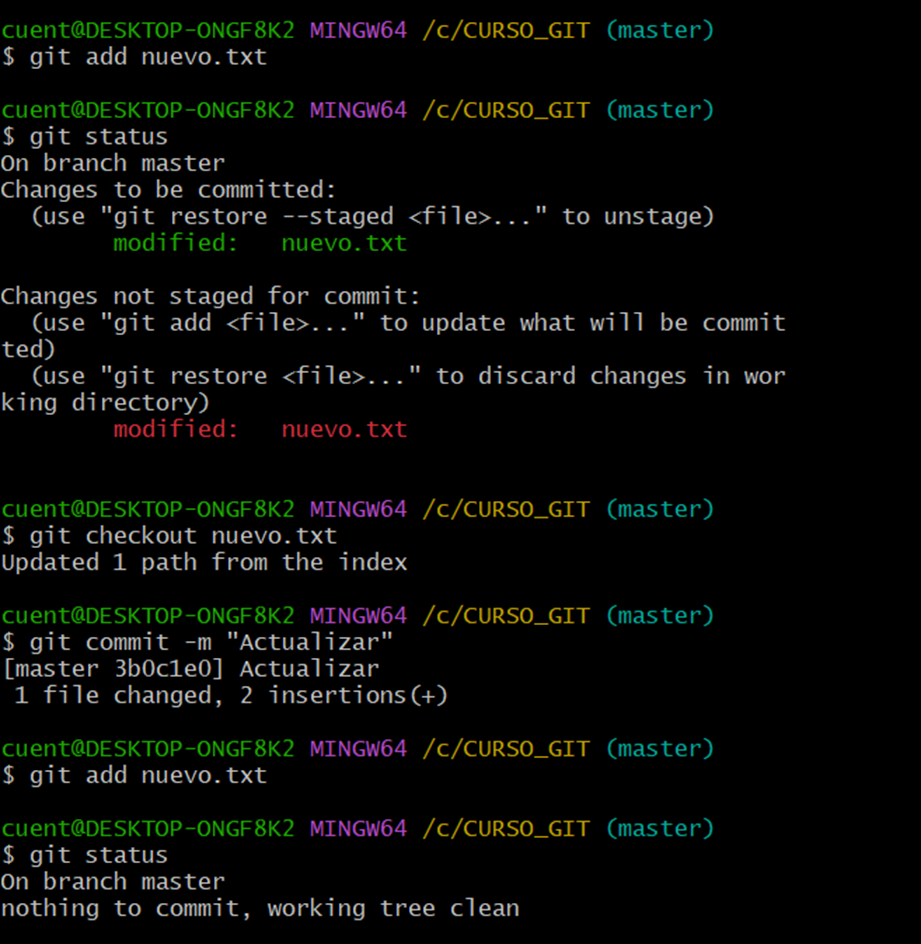 cuent@DESKTOP-ONGF8K2 MINGW64 /c/CURSO_GIT (master)
$ git add nuevo.txt
cuent@DESKTOP-ONGF8K2 MINGW64 /c/CURSO_GIT (master)
$ git status
On branch master
Changes to be committed:
  (use "git restore --staged <file>..." to unstage)
        modified:   nuevo.txt
Changes not staged for commit:
  (use "git add <file>..." to update what will be commit
ted)
  (use "git restore <file>..." to discard changes in wor
king directory)
        modified:   nuevo.txt
cuent@DESKTOP-ONGF8K2 MINGW64 /c/CURSO_GIT (master)
$ git checkout nuevo.txt
Updated 1 path from the index
cuent@DESKTOP-ONGF8K2 MINGW64 /c/CURSO_GIT (master)
$ git commit -m "Actualizar"
[master 3b0c1e0] Actualizar
 1 file changed, 2 insertions(+)
cuent@DESKTOP-ONGF8K2 MINGW64 /c/CURSO_GIT (master)
$ git add nuevo.txt
cuent@DESKTOP-ONGF8K2 MINGW64 /c/CURSO_GIT (master)
$ git status
On branch master
nothing to commit, working tree clean